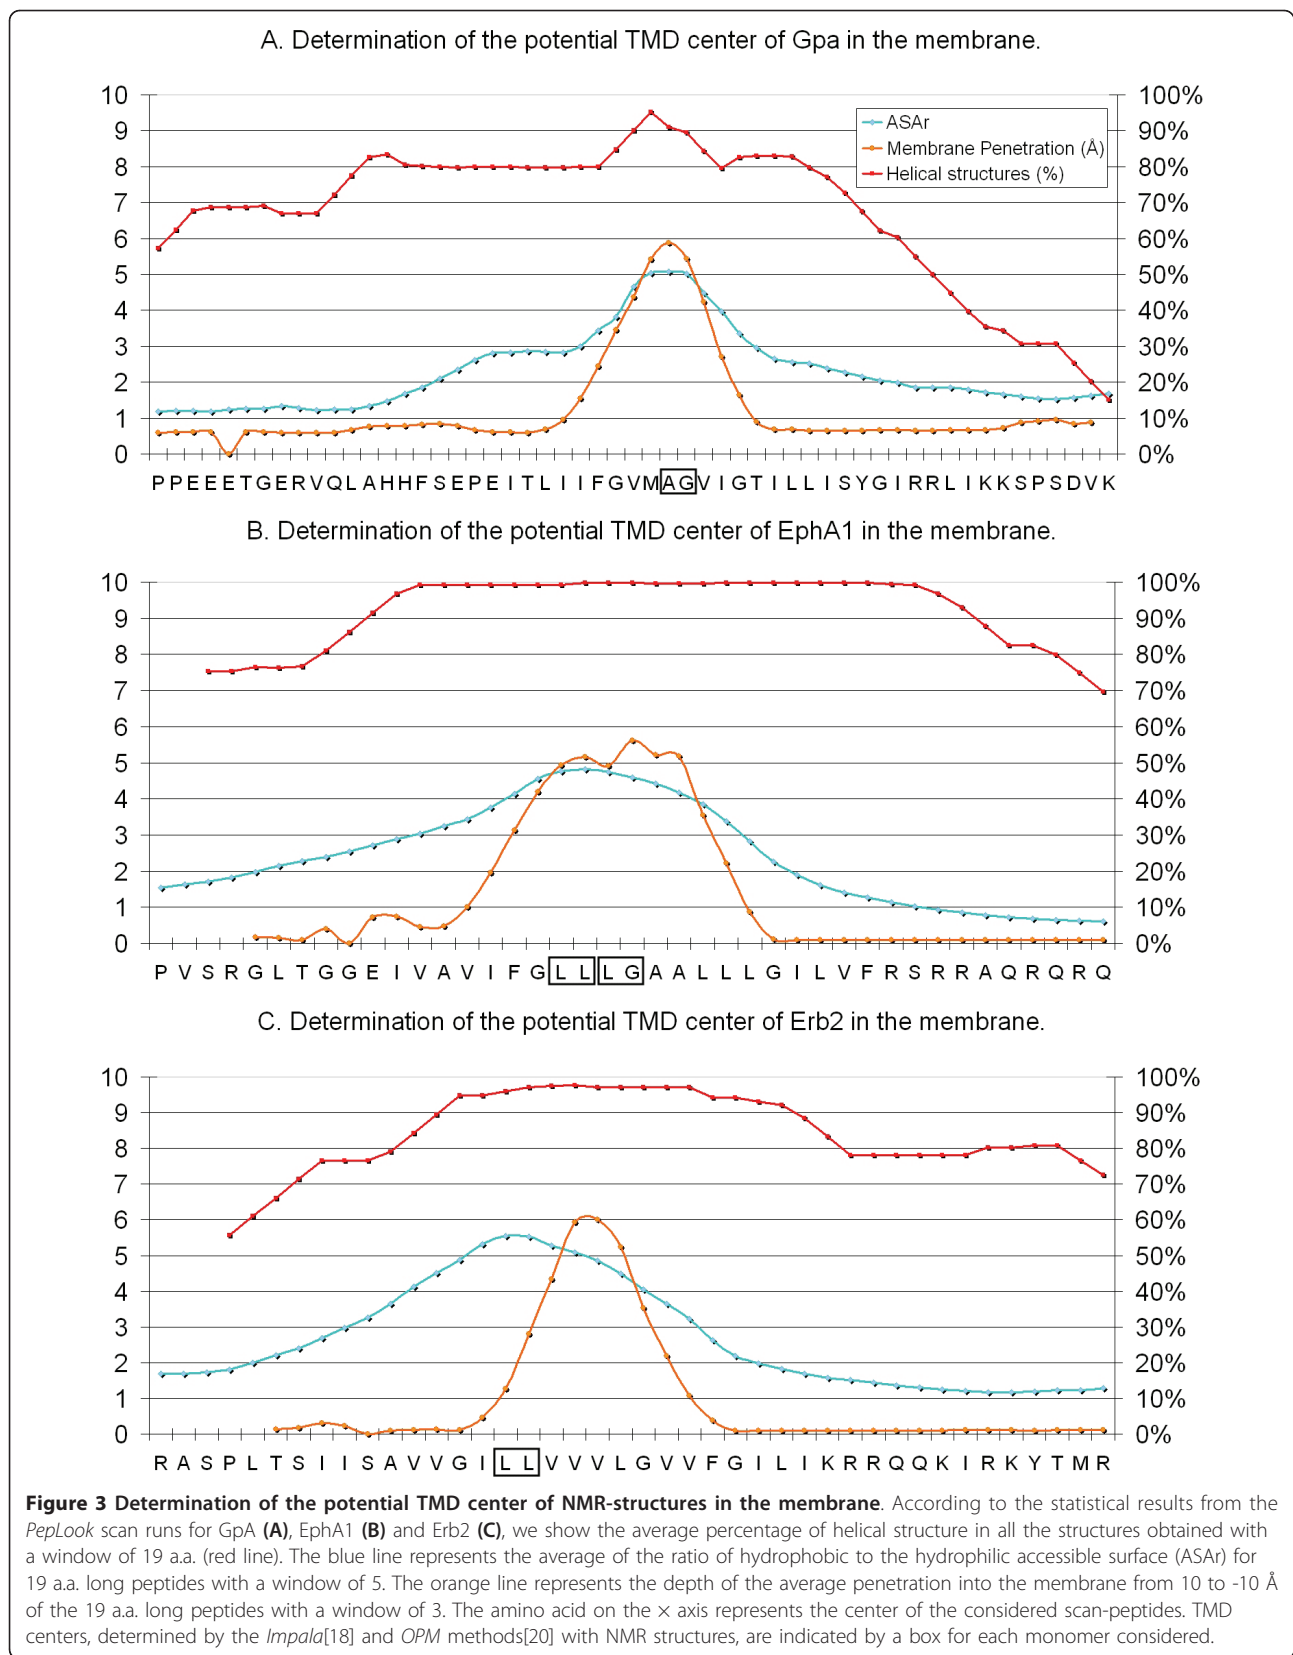 A. Determination of the potential TMD center of Gpa in the membrane.
10 9 8 7 6 5 4 3 2 1 0
100% 90% 80% 70% 60% 50% 40% 30% 20% 10% 0%
ASAr
Membrane Penetration (Å)
Helical structures (%)
P P E E E T G E R V Q L A H H F S E P E I T L I I F G V M A G V I G T I L L I S Y G I R R L I K K S P S D V K
B. Determination of the potential TMD center of EphA1 in the membrane.
10 9 8 7 6 5 4 3 2 1 0
100% 90% 80% 70% 60% 50% 40% 30% 20% 10% 0%
P V S R G L T G G E I V A V I F G L L L G A A L L L G I L V F R S R R A Q R Q R Q
C. Determination of the potential TMD center of Erb2 in the membrane.
10 9 8 7 6 5 4 3 2 1 0
100% 90% 80% 70% 60% 50% 40% 30% 20% 10% 0%
R A S P L T S I I S A V V G I L L V V V L G V V F G I L I K R R Q Q K I R K Y T M R
Figure 3 Determination of the potential TMD center of NMR-structures in the membrane. According to the statistical results from the
PepLook scan runs for GpA (A), EphA1 (B) and Erb2 (C), we show the average percentage of helical structure in all the structures obtained with
a window of 19 a.a. (red line). The blue line represents the average of the ratio of hydrophobic to the hydrophilic accessible surface (ASAr) for
19 a.a. long peptides with a window of 5. The orange line represents the depth of the average penetration into the membrane from 10 to -10 Å
of the 19 a.a. long peptides with a window of 3. The amino acid on the × axis represents the center of the considered scan-peptides. TMD
centers, determined by the Impala[18] and OPM methods[20] with NMR structures, are indicated by a box for each monomer considered.